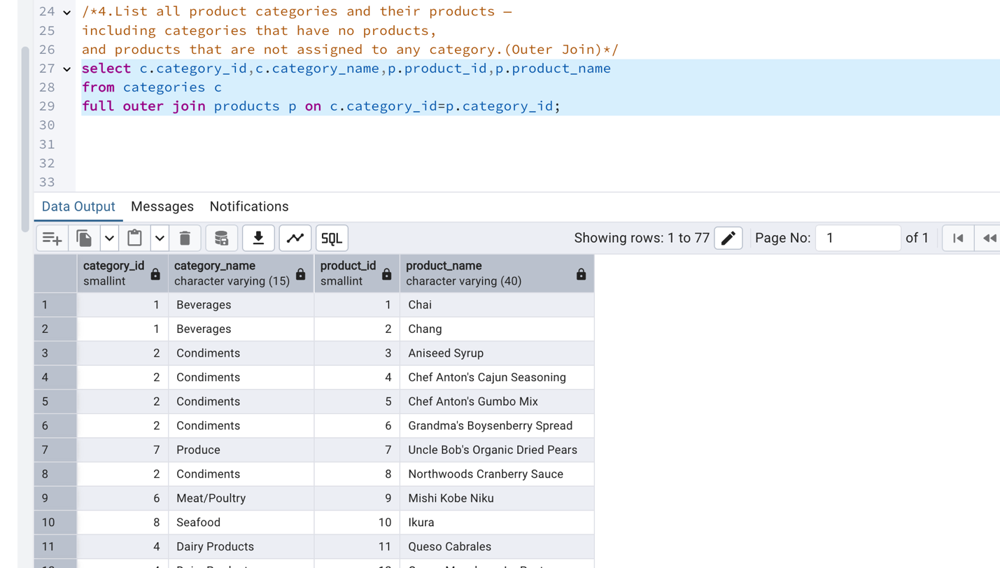 24 /*4.List all product categories and their products –
25 including categories that have no products,
26 and products that are not assigned to any category.(Outer Join)*/
27 select c.category_id,c.category_name,p.product_id,p.product_name
28 from categories c
29 full outer join products p on c.category_id=p.category_id;
30
31
32
33
Data Output Messages Notifications
SQL Showing rows: 1 to 77 Page No: 1 of 1
category_id category_name product_id product_name
smallint character varying (15) smallint character varying (40)
1 1 Beverages 1 Chai
2 1 Beverages 2 Chang
3 2 Condiments 3 Aniseed Syrup
4 2 Condiments 4 Chef Anton's Cajun Seasoning
5 2 Condiments 5 Chef Anton's Gumbo Mix
6 2 Condiments 6 Grandma's Boysenberry Spread
7 7 Produce 7 Uncle Bob's Organic Dried Pears
8 2 Condiments 8 Northwoods Cranberry Sauce
9 6 Meat/Poultry 9 Mishi Kobe Niku
10 8 Seafood 10 Ikura
11 4 Dairy Products 11 Queso Cabrales